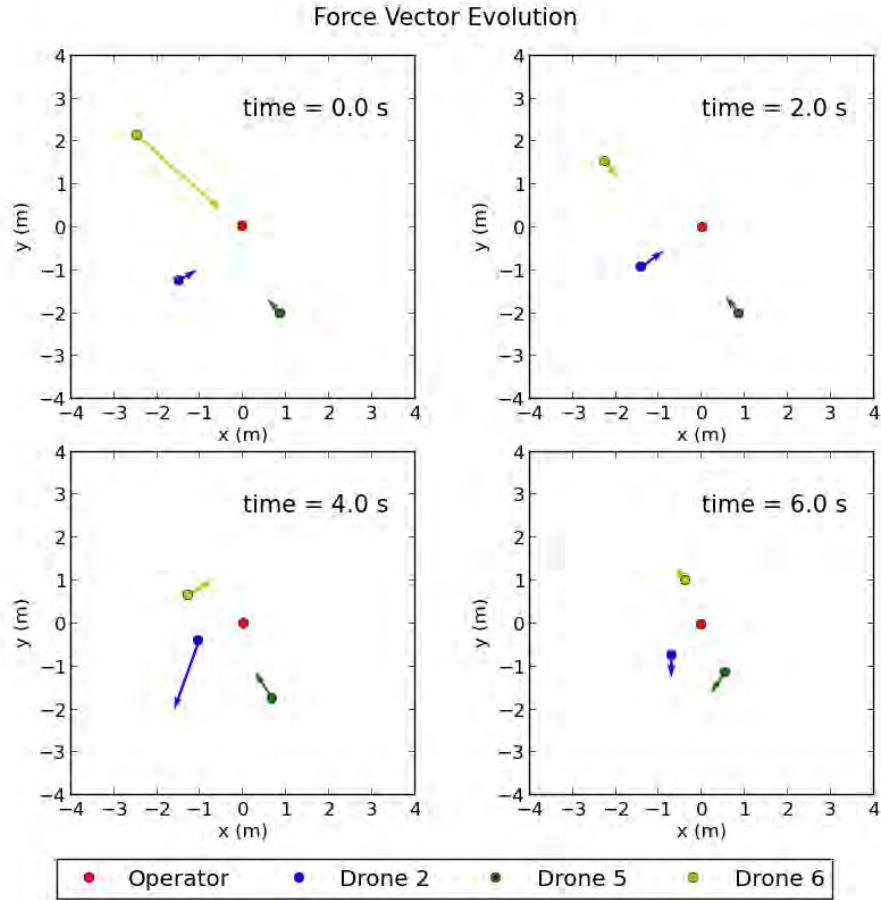 Force Vector Evolution
time = 0.0 s
4
3
2
1
0
−1
−2
−3
−4
y (m)
−4 −3 −2 −1 0 1 2 3 4
x (m)
time = 2.0 s
4
3
2
1
0
−1
−2
−3
−4
y (m)
−4 −3 −2 −1 0 1 2 3 4
x (m)
time = 4.0 s
4
3
2
1
0
−1
−2
−3
−4
y (m)
−4 −3 −2 −1 0 1 2 3 4
x (m)
time = 6.0 s
4
3
2
1
0
−1
−2
−3
−4
y (m)
−4 −3 −2 −1 0 1 2 3 4
x (m)
Operator Drone 2 Drone 5 Drone 6